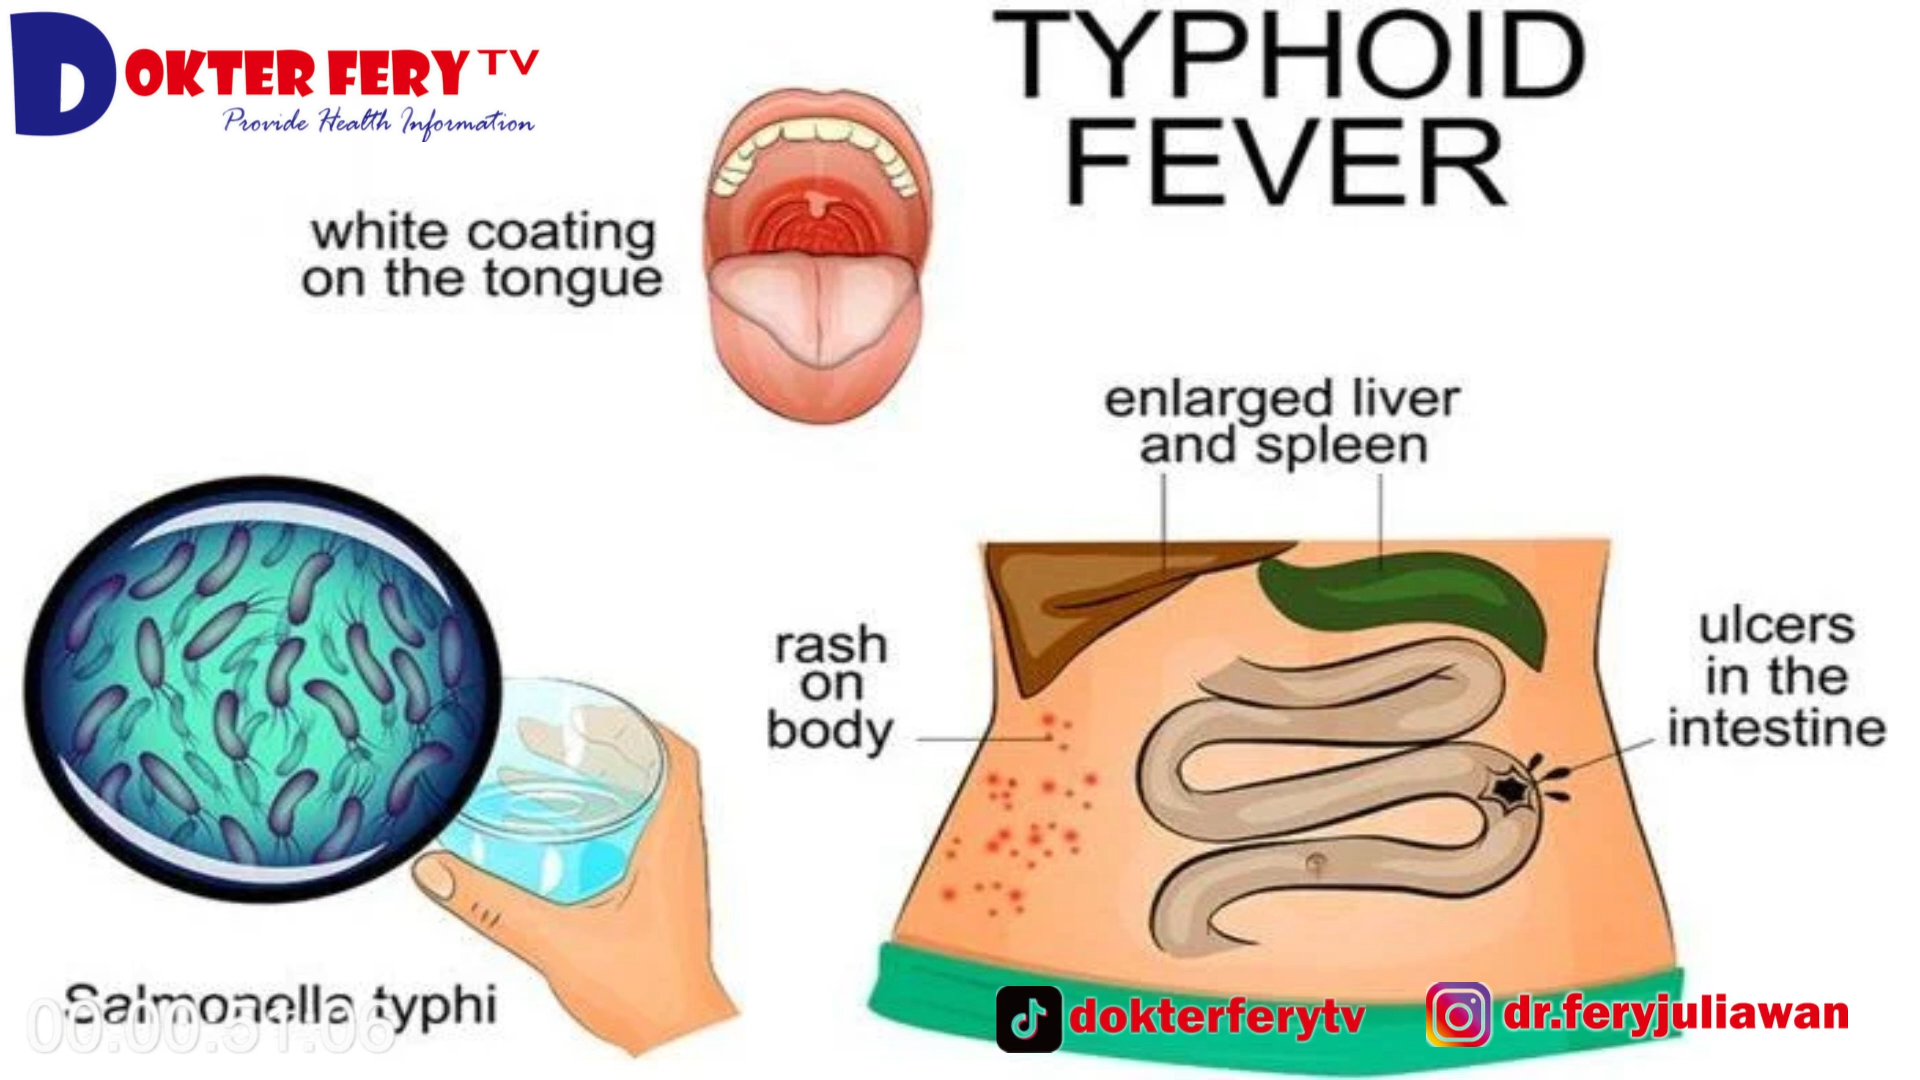 DOKTER FERY TV
Provide Health Information
TYPHOID
FEVER
white coating
on the tongue
enlarged liver
and spleen
rash
on
body
ulcers
in the
intestine
Salmonella typhi
dokterferytv
dr.feryjuliawan